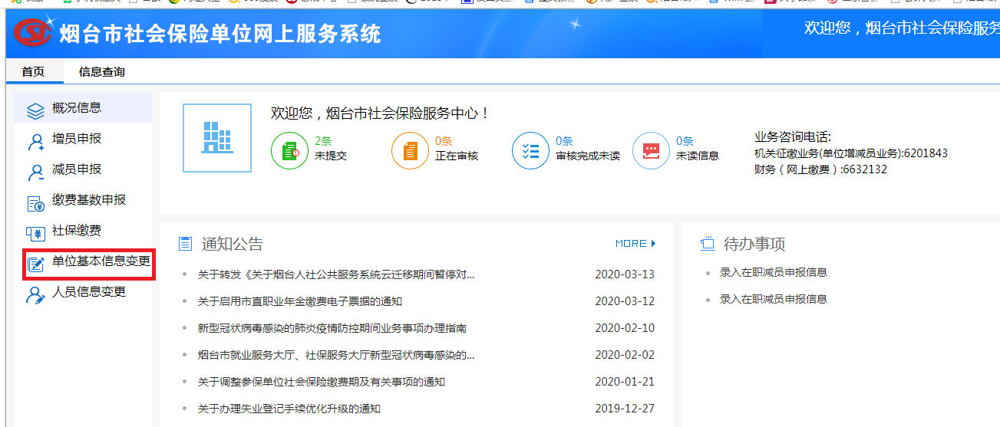 烟台市社会保险单位网上服务系统
欢迎您，烟台市社会保险服务
首页 信息查询
概况信息
增员申报
减员申报
缴费基数申报
社保缴费
单位基本信息变更
人员信息变更
欢迎您，烟台市社会保险服务中心！
2条
未提交
0条
正在审核
0条
审核完成未读
0条
未读信息
业务咨询电话:
机关征缴业务(单位增减员业务):6201843
财务（网上缴费）:6632132
通知公告 MORE
关于转发《关于烟台人社公共服务系统云迁移期间暂停对... 2020-03-13
关于启用市直职业年金缴费电子票据的通知 2020-03-12
新型冠状病毒感染的肺炎疫情防控期间业务事项办理指南 2020-02-10
烟台市就业服务大厅、社保服务大厅新型冠状病毒感染的... 2020-02-02
关于调整参保单位社会保险缴费期及有关事项的通知 2020-01-21
关于办理失业登记手续优化升级的通知 2019-12-27
待办事项
录入在职减员申报信息
录入在职减员申报信息